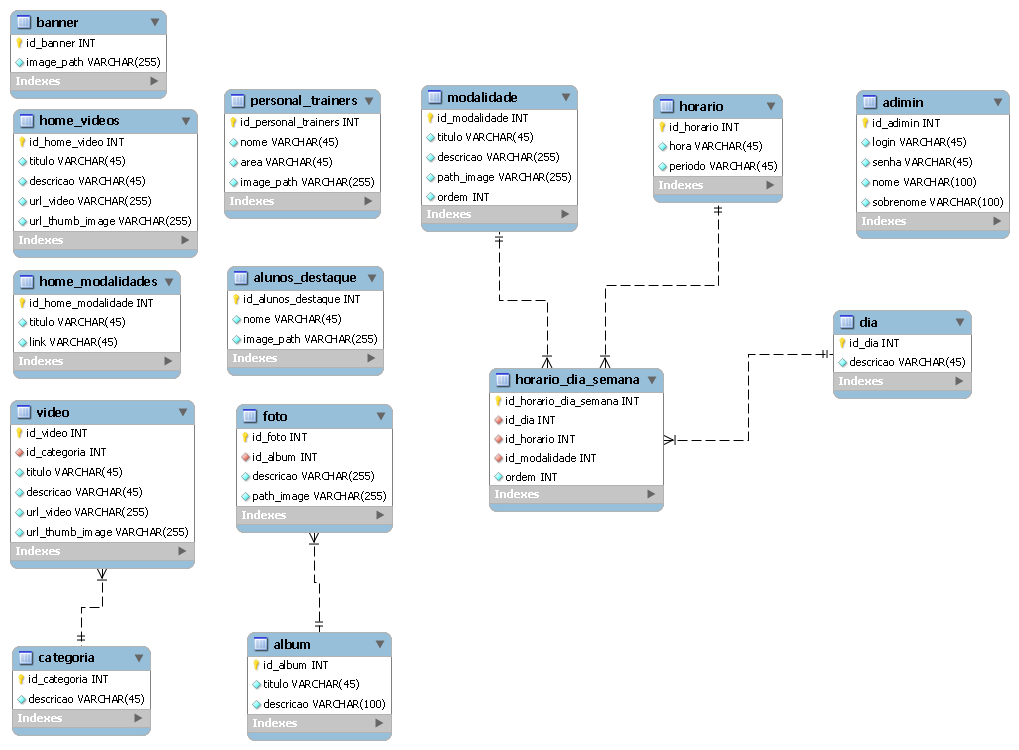 banner
id_banner INT
image_path VARCHAR(255)
Indexes
home_videos
id_home_video INT
titulo VARCHAR(45)
descricao VARCHAR(45)
url_video VARCHAR(255)
url_thumb_image VARCHAR(255)
Indexes
home_modalidades
id_home_modalidade INT
titulo VARCHAR(45)
link VARCHAR(45)
Indexes
video
id_video INT
id_categoria INT
titulo VARCHAR(45)
descricao VARCHAR(45)
url_video VARCHAR(255)
url_thumb_image VARCHAR(255)
Indexes
categoria
id_categoria INT
descricao VARCHAR(45)
Indexes
personal_trainers
id_personal_trainers INT
nome VARCHAR(45)
area VARCHAR(45)
image_path VARCHAR(255)
Indexes
alunos_destaque
id_alunos_destaque INT
nome VARCHAR(45)
image_path VARCHAR(255)
Indexes
foto
id_foto INT
id_album INT
descricao VARCHAR(255)
path_image VARCHAR(255)
Indexes
album
id_album INT
titulo VARCHAR(45)
descricao VARCHAR(100)
Indexes
modalidade
id_modalidade INT
titulo VARCHAR(45)
descricao VARCHAR(255)
path_image VARCHAR(255)
ordem INT
Indexes
horario
id_horario INT
hora VARCHAR(45)
periodo VARCHAR(45)
Indexes
horario_dia_semana
id_horario_dia_semana INT
id_dia INT
id_horario INT
id_modalidade INT
ordem INT
Indexes
adimin
id_adimin INT
login VARCHAR(45)
senha VARCHAR(45)
nome VARCHAR(100)
sobrenome VARCHAR(100)
Indexes
dia
id_dia INT
descricao VARCHAR(45)
Indexes